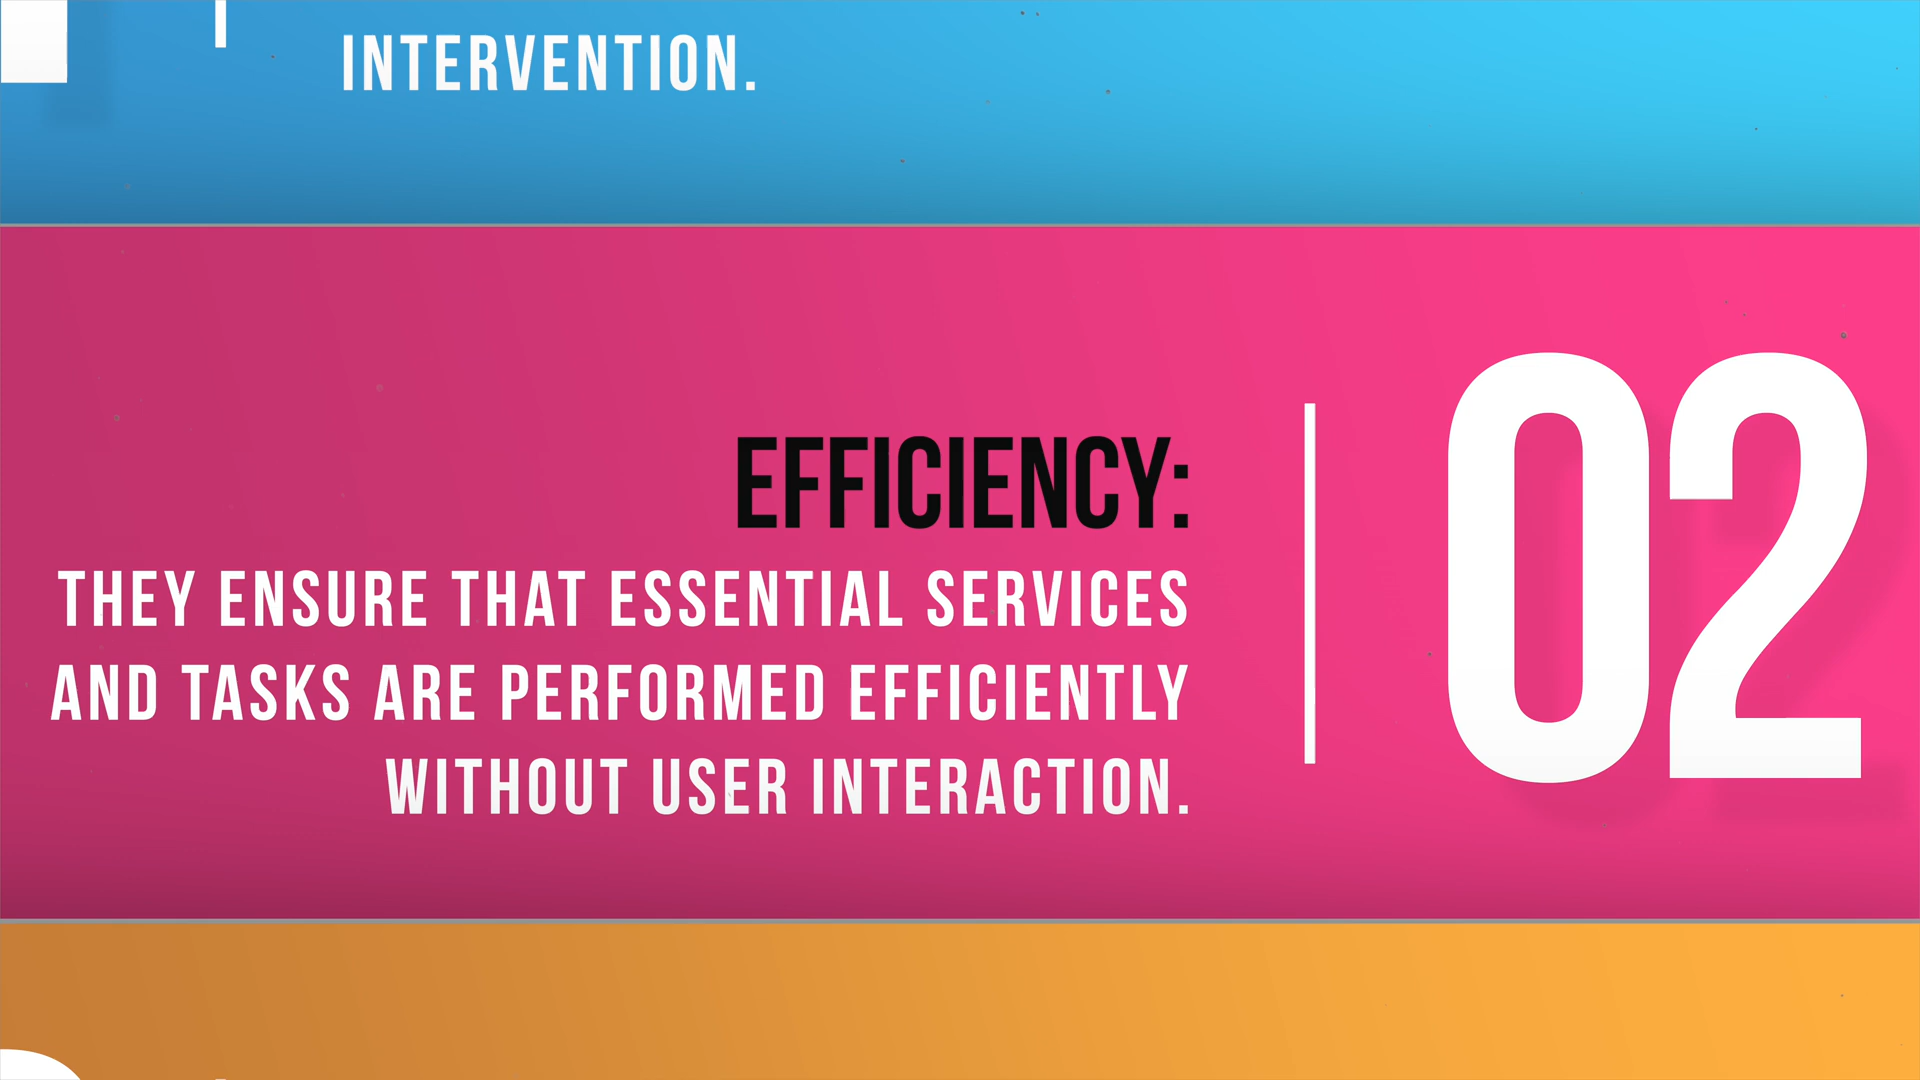 INTERVENTION.
EFFICIENCY:
THEY ENSURE THAT ESSENTIAL SERVICES
AND TASKS ARE PERFORMED EFFICIENTLY
WITHOUT USER INTERACTION.
02